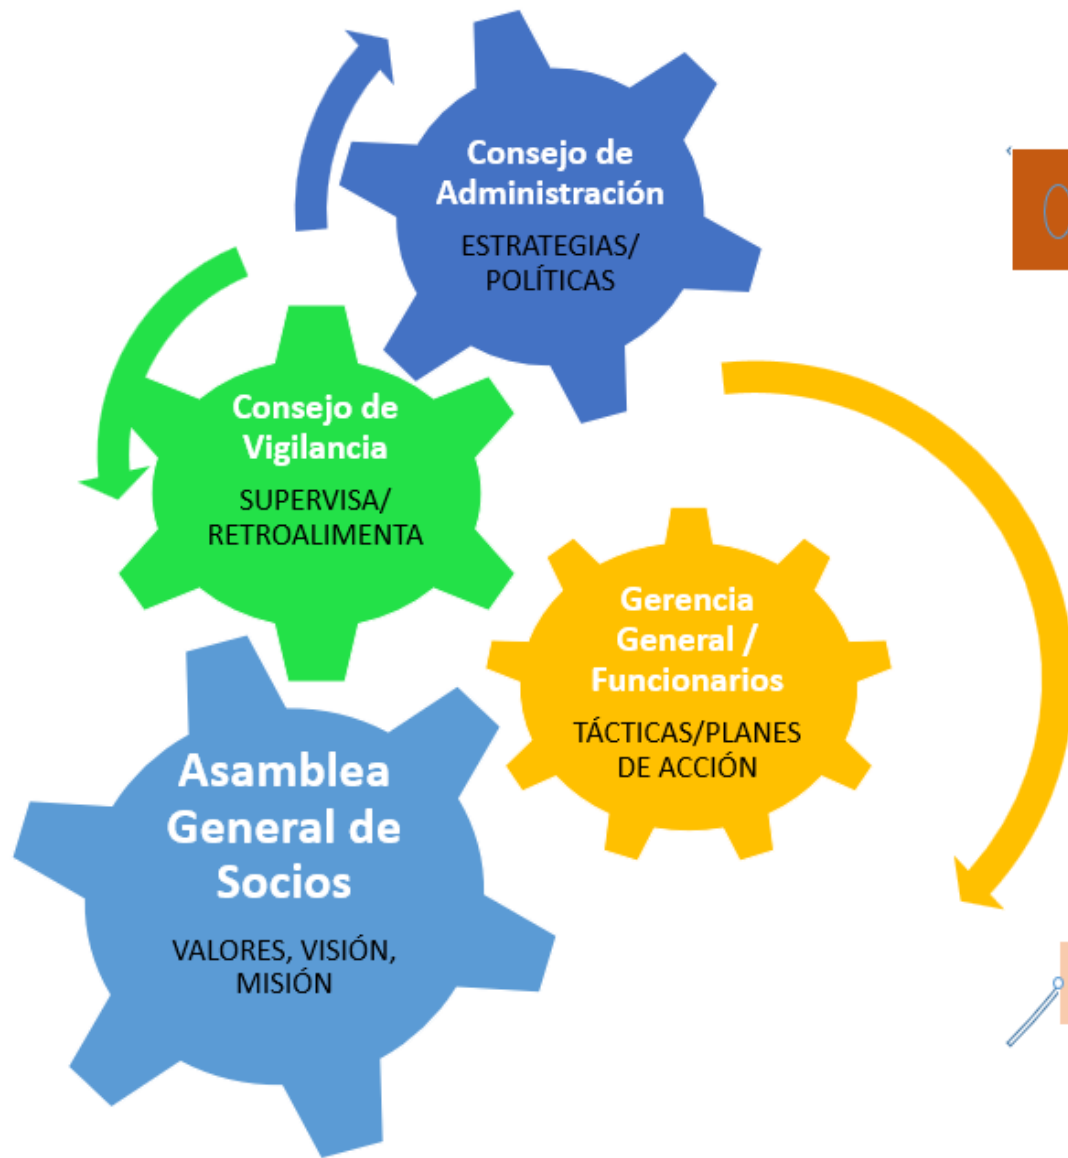 Consejo de
Administración
ESTRATEGIAS/
POLÍTICAS
Consejo de
Vigilancia
SUPERVISA/
RETROALIMENTA
Gerencia
General /
Funcionarios
TÁCTICAS/PLANES
DE ACCIÓN
Asamblea
General de
Socios
VALORES, VISIÓN,
MISIÓN